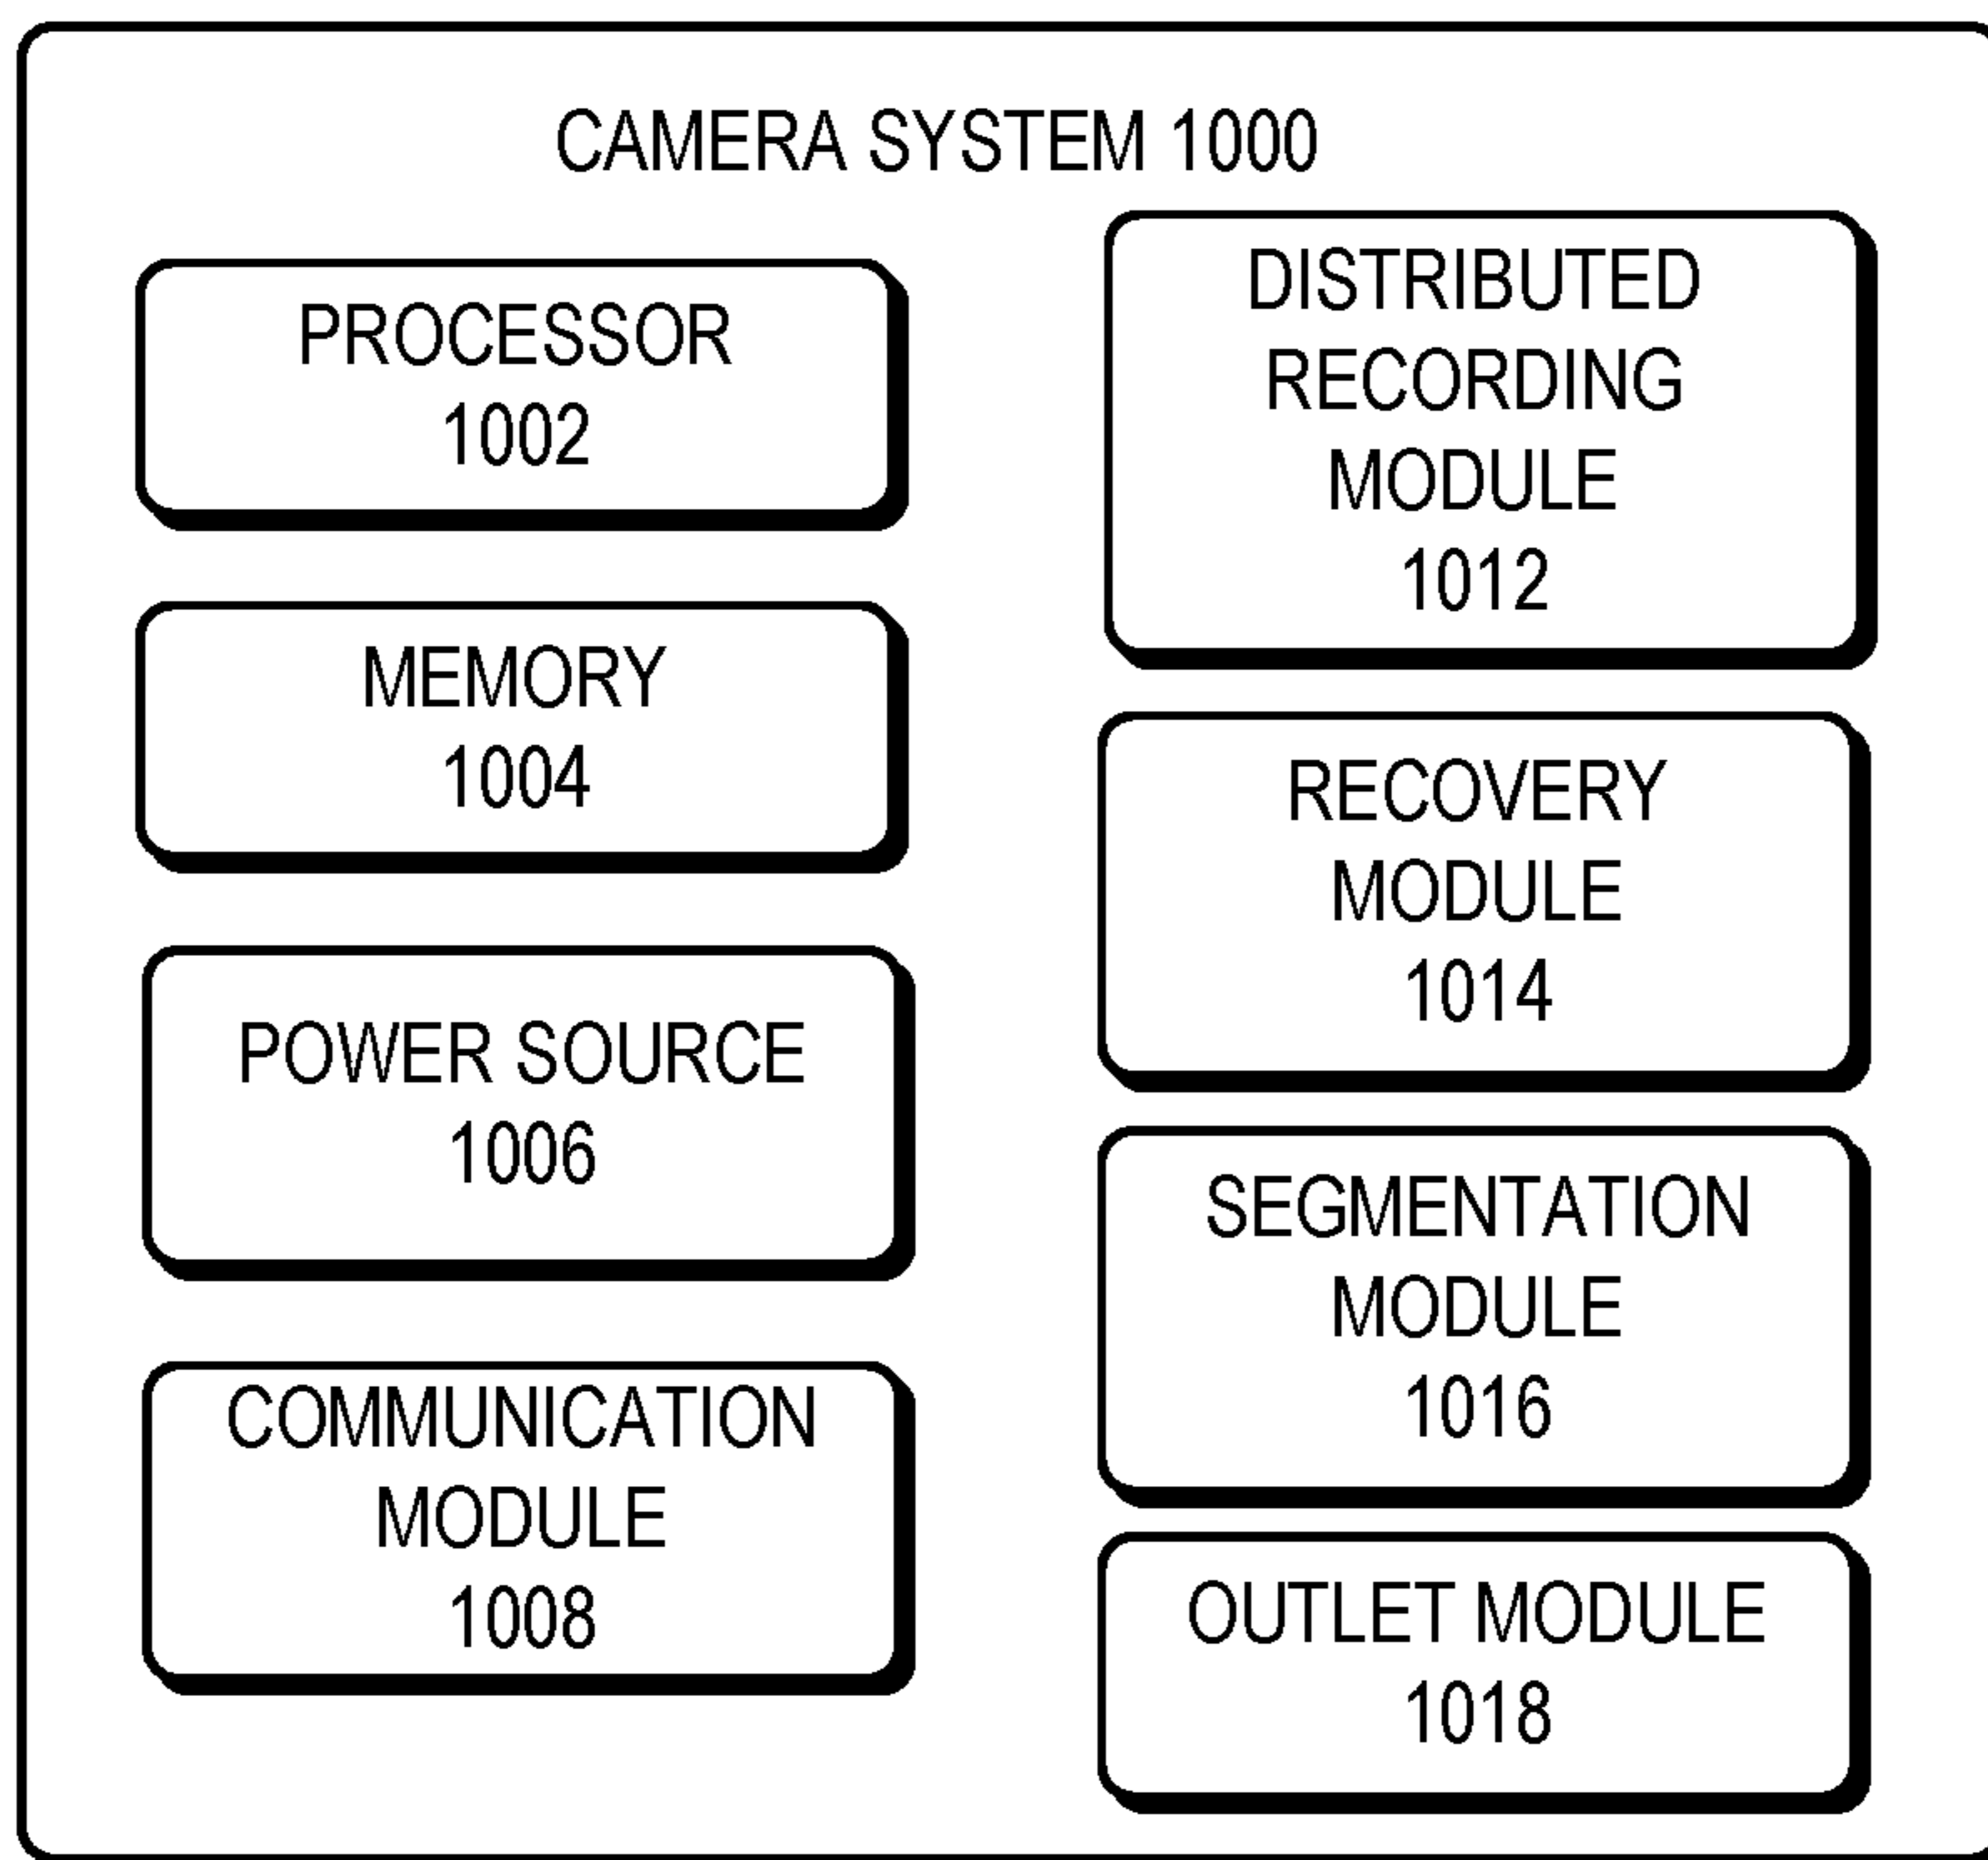 CAMERA SYSTEM 1000
PROCESSOR
1002
MEMORY
1004
POWER SOURCE
1006
COMMUNICATION
MODULE
1008
DISTRIBUTED
RECORDING
MODULE
1012
RECOVERY
MODULE
1014
SEGMENTATION
MODULE
1016
OUTLET MODULE
1018